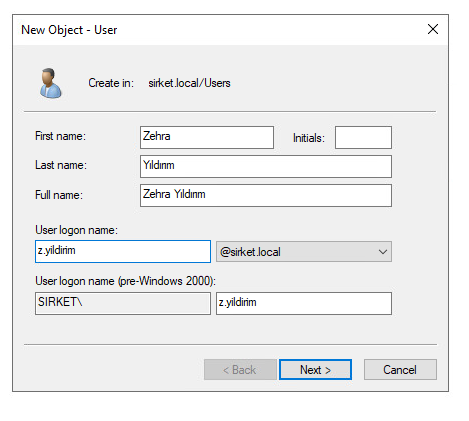 New Object - User
Create in: sirket.local/Users
First name: Zehra Initials:
Last name: Yıldırım
Full name: Zehra Yıldırım
User logon name:
z.yildirim @sirket.local
User logon name (pre-Windows 2000):
SIRKET\ z.yildirim
< Back Next > Cancel